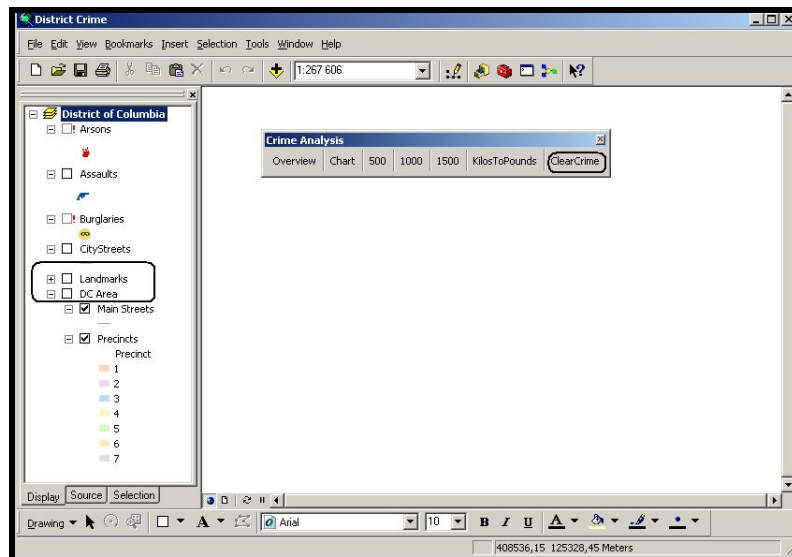 District Crime
File Edit View Bookmarks Insert Selection Tools Window Help
1:267 606
District of Columbia
Arsons
Assaults
Burglaries
CityStreets
Landmarks
DC Area
Main Streets
Precincts
Precinct
1
2
3
4
5
6
7
Crime Analysis
Overview Chart 500 1000 1500 KilosToPounds ClearCrime
Display Source Selection
Drawing A Arial 10 B I U A
408536,15 125328,45 Meters